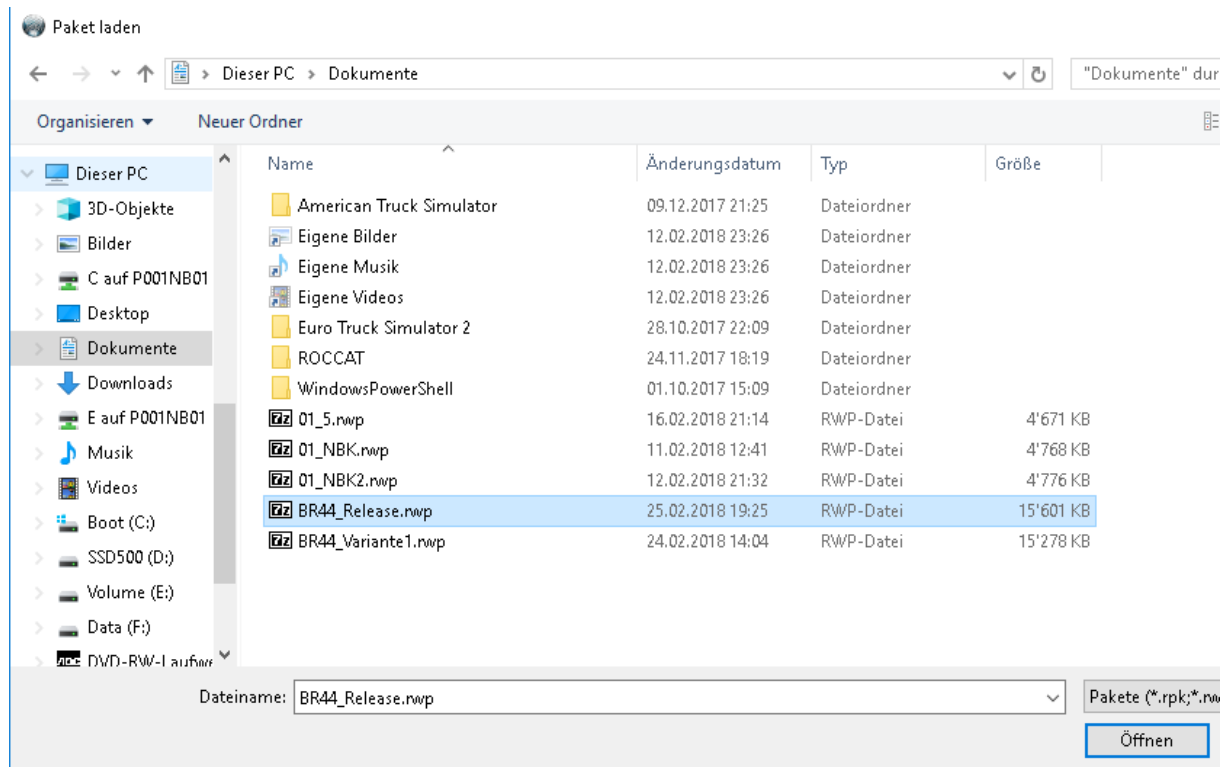 Paket laden
Dieser PC > Dokumente "Dokumente" dur
Organisieren Neuer Ordner
Name Änderungsdatum Typ Größe
Dieser PC
3D-Objekte
Bilder
C auf P001NB01
Desktop
Dokumente
Downloads
E auf P001NB01
Musik
Videos
Boot (C:)
SSD500 (D:)
Volume (E:)
Data (F:)
DVD-RW-Laufwe
American Truck Simulator 09.12.2017 21:25 Dateiordner
Eigene Bilder 12.02.2018 23:26 Dateiordner
Eigene Musik 12.02.2018 23:26 Dateiordner
Eigene Videos 12.02.2018 23:26 Dateiordner
Euro Truck Simulator 2 28.10.2017 22:09 Dateiordner
ROCCAT 24.11.2017 18:19 Dateiordner
WindowsPowerShell 01.10.2017 15:09 Dateiordner
7z 01_5.rwp 16.02.2018 21:14 RWP-Datei 4'671 KB
7z 01_NBK.rwp 11.02.2018 12:41 RWP-Datei 4'768 KB
7z 01_NBK2.rwp 12.02.2018 21:32 RWP-Datei 4'776 KB
7z BR44_Release.rwp 25.02.2018 19:25 RWP-Datei 15'601 KB
7z BR44_Variante1.rwp 24.02.2018 14:04 RWP-Datei 15'278 KB
Dateiname: BR44_Release.rwp Pakete (*.rpk;*.rw
Öffnen